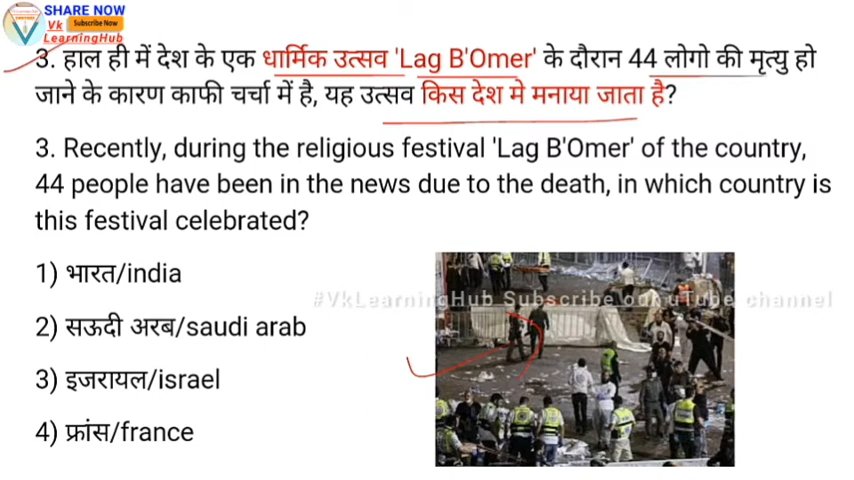 SHARE NOW
Vk Subscribe Now
LearningHub
3. हाल ही में देश के एक धार्मिक उत्सव 'Lag B'Omer' के दौरान 44 लोगो की मृत्यु हो
जाने के कारण काफी चर्चा में है, यह उत्सव किस देश मे मनाया जाता है?
3. Recently, during the religious festival 'Lag B'Omer' of the country,
44 people have been in the news due to the death, in which country is
this festival celebrated?
1) भारत/india
#VkLearningHub Subscribe our YuTube channel
2) सऊदी अरब/saudi arab
3) इजरायल/israel
4) फ्रांस/france